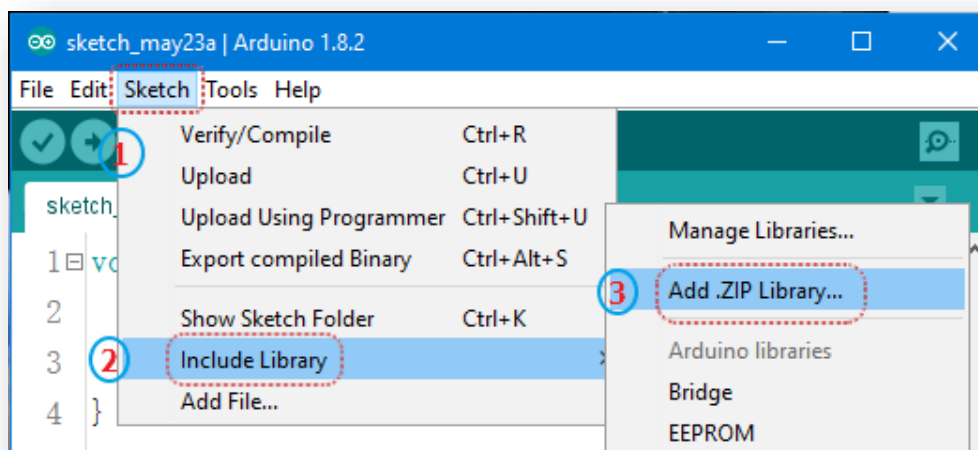 sketch_may23a | Arduino 1.8.2
File Edit Sketch Tools Help
1
Verify/Compile Ctrl+R
Upload Ctrl+U
sketch_
Upload Using Programmer Ctrl+Shift+U
Manage Libraries...
1 vo
Export compiled Binary Ctrl+Alt+S
3 Add .ZIP Library...
2
Show Sketch Folder Ctrl+K
3 2 Include Library
Arduino libraries
4 } Add File...
Bridge
EEPROM